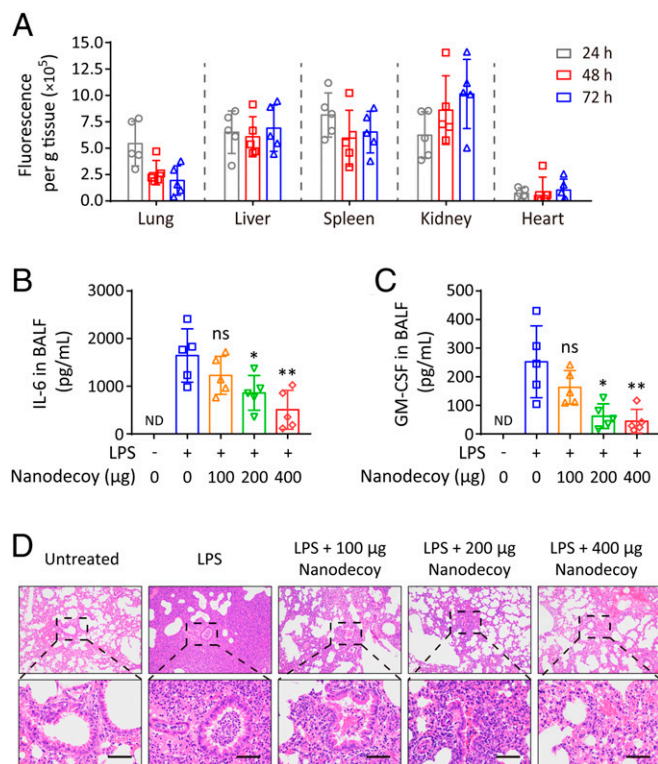 A
Fluorescence
per g tissue (×10⁵)
15.0
12.5
10.0
7.5
5.0
2.5
0.0
24 h
48 h
72 h
Lung Liver Spleen Kidney Heart
B
IL-6 in BALF
(pg/mL)
3000
2000
1000
0
ND
ns
*
**
LPS - + + + +
Nanodecoy (μg) 0 0 100 200 400
C
GM-CSF in BALF
(pg/mL)
500
400
300
200
100
0
ND
ns
*
**
- + + + +
0 0 100 200 400
D
Untreated
LPS
LPS + 100 μg
Nanodecoy
LPS + 200 μg
Nanodecoy
LPS + 400 μg
Nanodecoy